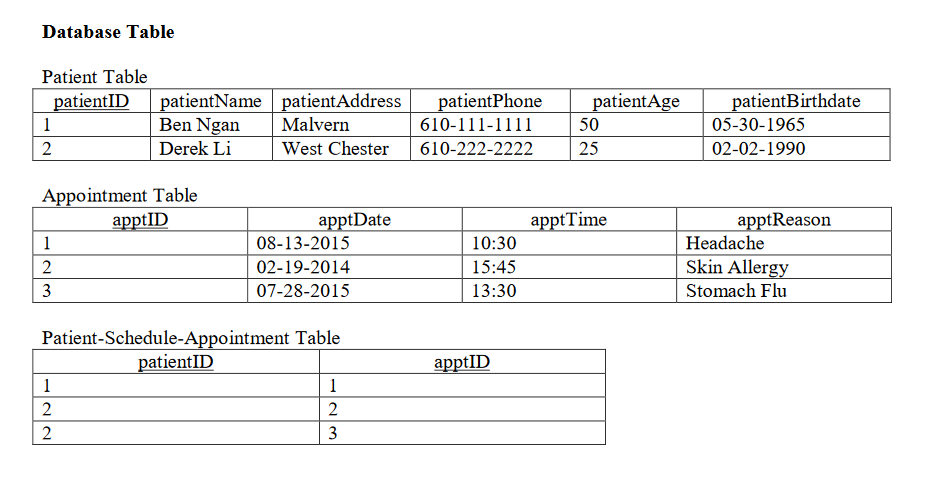 Database Table
Patient Table
patientID patientName patientAddress patientPhone patientAge patientBirthdate
1 Ben Ngan Malvern 610-111-1111 50 05-30-1965
2 Derek Li West Chester 610-222-2222 25 02-02-1990
Appointment Table
apptID apptDate apptTime apptReason
1 08-13-2015 10:30 Headache
2 02-19-2014 15:45 Skin Allergy
3 07-28-2015 13:30 Stomach Flu
Patient-Schedule-Appointment Table
patientID apptID
1 1
2 2
2 3